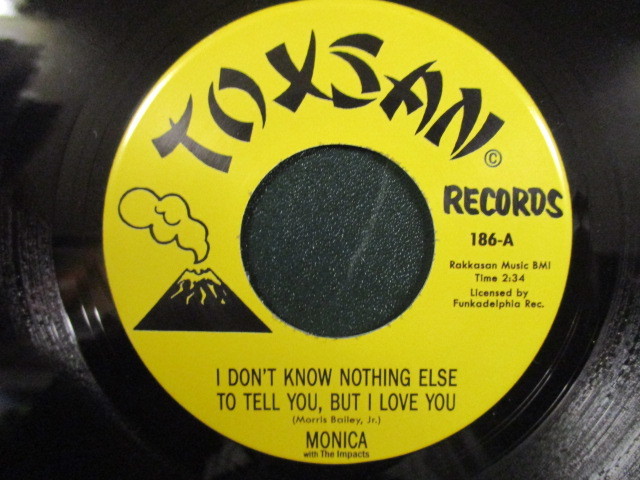 TOXSAN
©
RECORDS
186-A
Rakkasan Music BMI
Time 2:34
Licensed by
Funkadelphia Rec.
I DON'T KNOW NOTHING ELSE
TO TELL YOU, BUT I LOVE YOU
(Morris Bailey, Jr.)
MONICA
with The Impacts